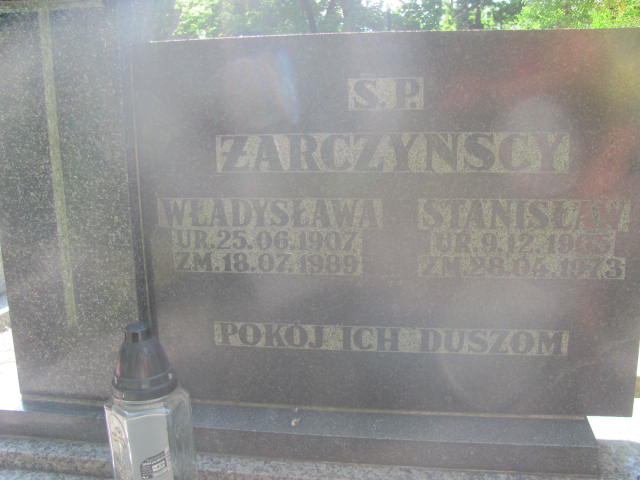 Ś.P.
ŻARCZYŃSCY
WŁADYSŁAWA
UR. 25.06.1907
ZM. 18.07.1989
STANISŁAW
UR. 9.12.
ZM. 28.04.1973
POKÓJ ICH DUSZOM